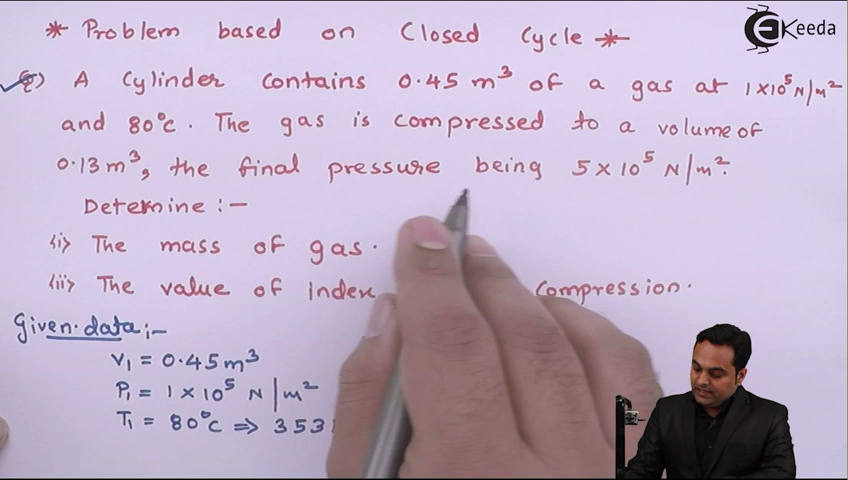 * Problem based on Closed Cycle *
EKeeda
Q) A Cylinder contains 0.45 m³ of a gas at 1×10⁵ N/m²
and 80°c. The gas is compressed to a volume of
0.13 m³, the final pressure being 5×10⁵ N/m².
Determine :-
(i) The mass of gas.
(ii) The value of index compression.
Given data :-
V₁ = 0.45 m³
P₁ = 1×10⁵ N/m²
T₁ = 80°C ⇒ 353